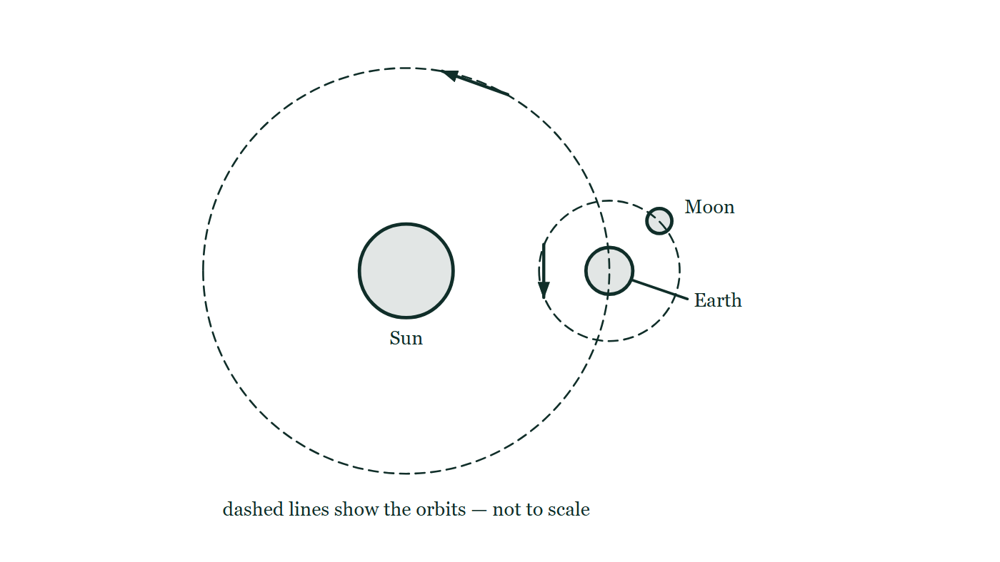 Moon
Earth
Sun
dashed lines show the orbits — not to scale